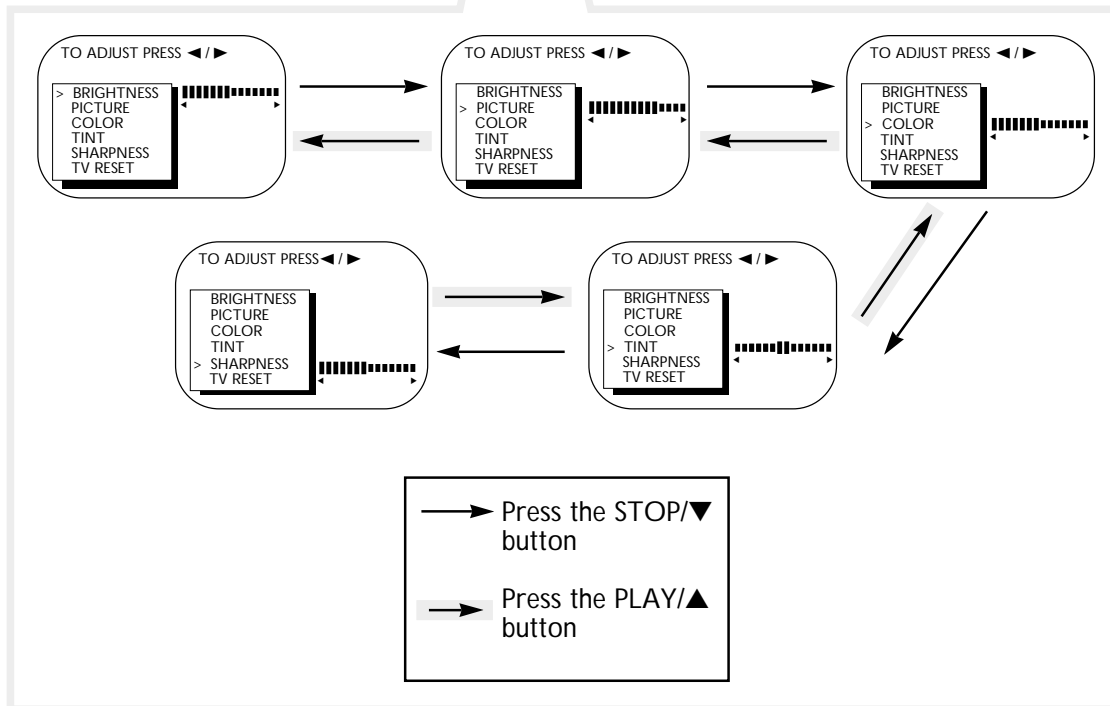 TO ADJUST PRESS ◄ / ►
> BRIGHTNESS
PICTURE
COLOR
TINT
SHARPNESS
TV RESET
TO ADJUST PRESS ◄ / ►
BRIGHTNESS
> PICTURE
COLOR
TINT
SHARPNESS
TV RESET
TO ADJUST PRESS ◄ / ►
BRIGHTNESS
PICTURE
> COLOR
TINT
SHARPNESS
TV RESET
TO ADJUST PRESS◄ / ►
BRIGHTNESS
PICTURE
COLOR
TINT
> SHARPNESS
TV RESET
TO ADJUST PRESS ◄ / ►
BRIGHTNESS
PICTURE
COLOR
> TINT
SHARPNESS
TV RESET
Press the STOP/▼
button
Press the PLAY/▲
button